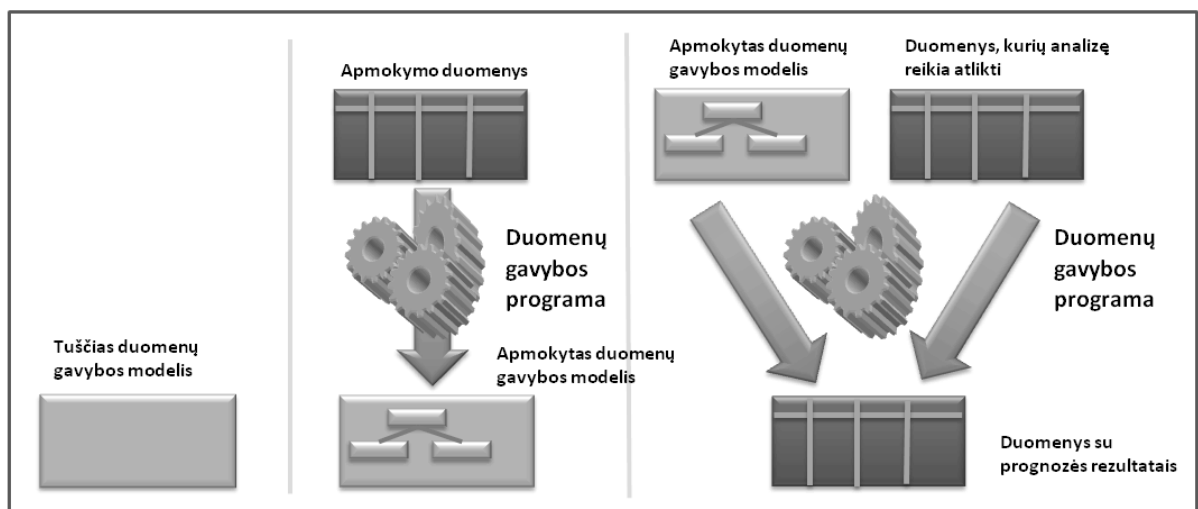 Tuščias duomenų
gavybos modelis
Apmokymo duomenys
Duomenų
gavybos
programa
Apmokytas duomenų
gavybos modelis
Apmokytas duomenų
gavybos modelis
Duomenys, kurių analizę
reikia atlikti
Duomenų
gavybos
programa
Duomenys su
prognozės rezultatais